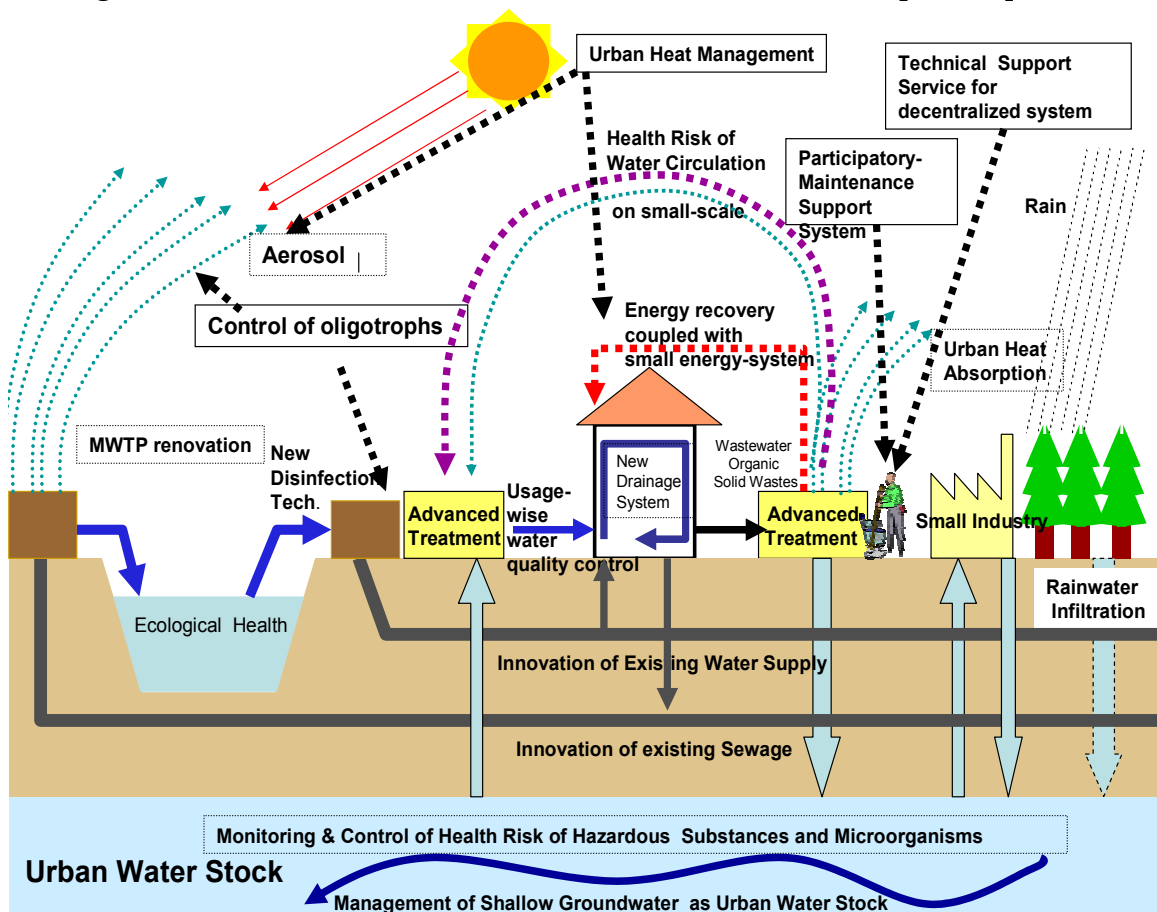 Urban Heat Management
Technical Support
Service for
decentralized system
Health Risk of
Water Circulation
on small-scale
Participatory-
Maintenance
Support
System
Rain
Aerosol
Control of oligotrophs
Energy recovery
coupled with
small energy-system
Urban Heat
Absorption
MWTP renovation
New
Disinfection
Tech.
Advanced
Treatment
Usage-
wise
water
quality control
New
Drainage
System
Wastewater
Organic
Solid Wastes
Advanced
Treatment
Small Industry
Rainwater
Infiltration
Ecological Health
Innovation of Existing Water Supply
Innovation of existing Sewage
Monitoring & Control of Health Risk of Hazardous Substances and Microorganisms
Urban Water Stock
Management of Shallow Groundwater as Urban Water Stock